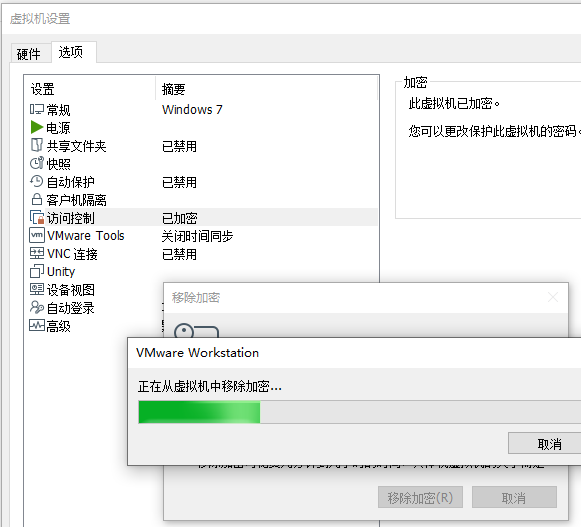 虚拟机设置
硬件 选项
设置 摘要
常规 Windows 7
电源
共享文件夹 已禁用
快照
自动保护 已禁用
客户机隔离
访问控制 已加密
VMware Tools 关闭时间同步
VNC 连接 已禁用
Unity
设备视图
自动登录
高级
加密
此虚拟机已加密。
您可以更改保护此虚拟机的密码。
移除加密
VMware Workstation
正在从虚拟机中移除加密...
取消
移除加密(R) 取消